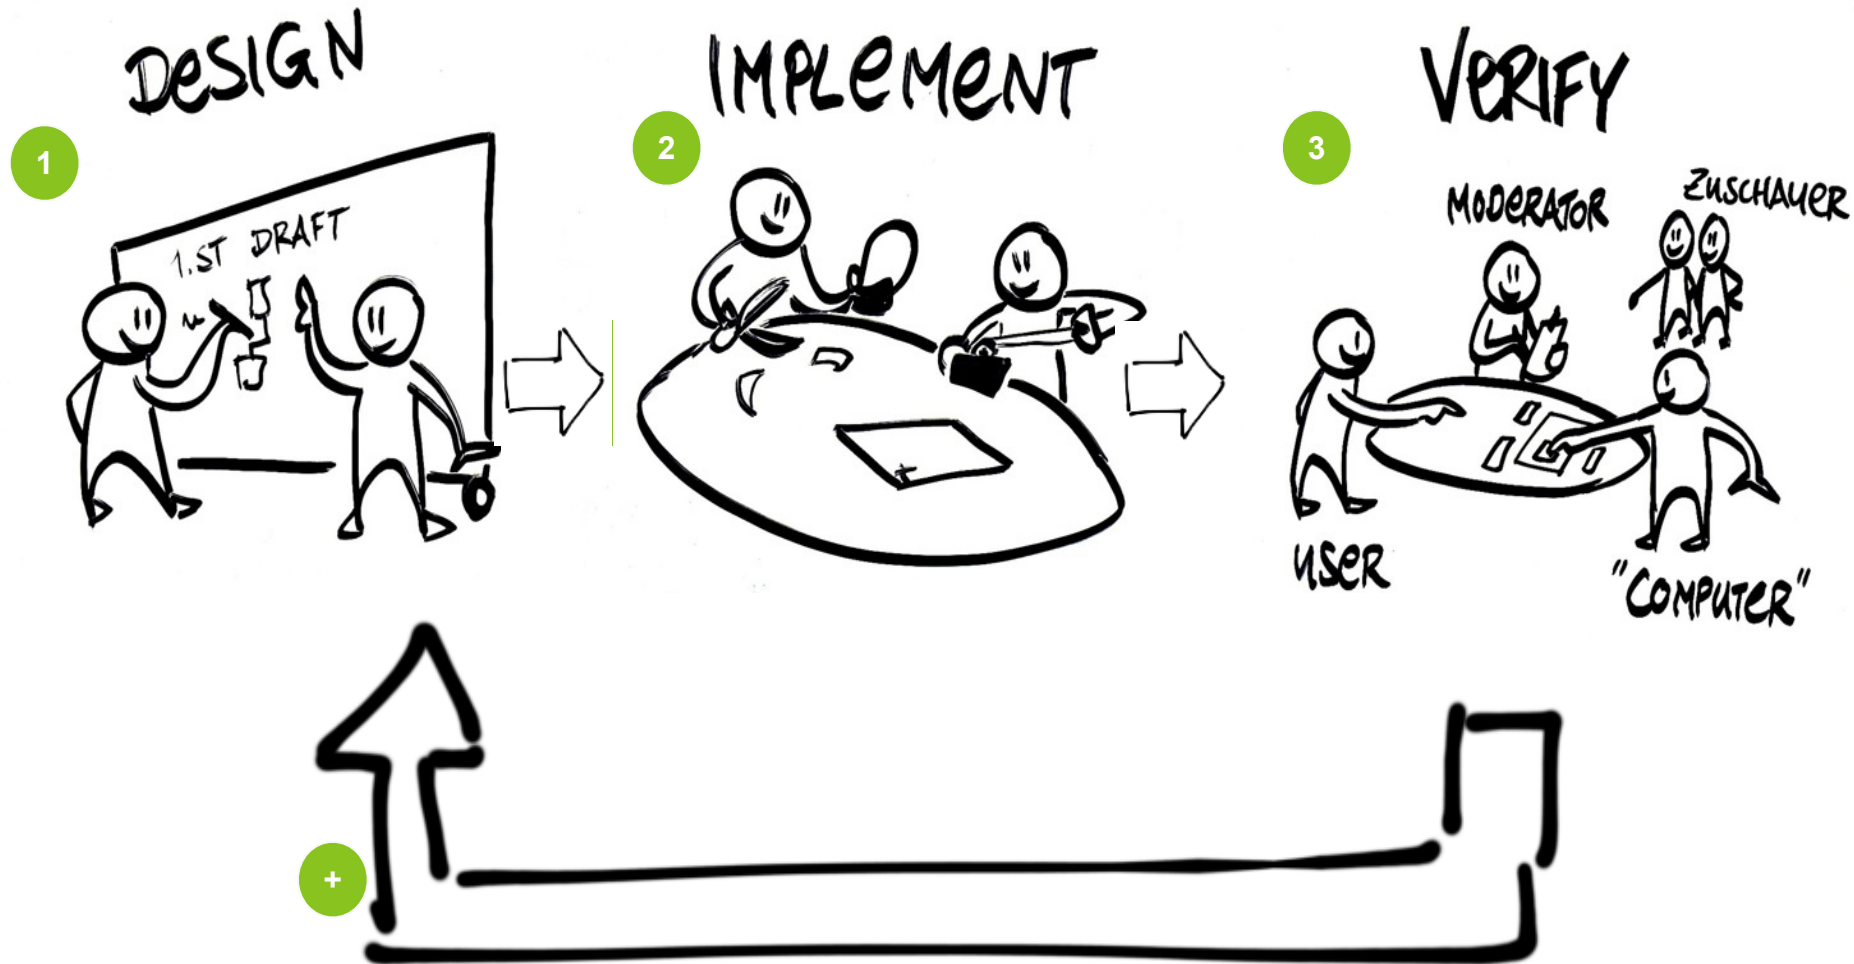 DESIGN
1
1.ST DRAFT
IMPLEMENT
2
VERIFY
3
MODERATOR
ZUSCHAUER
USER
"COMPUTER"
+